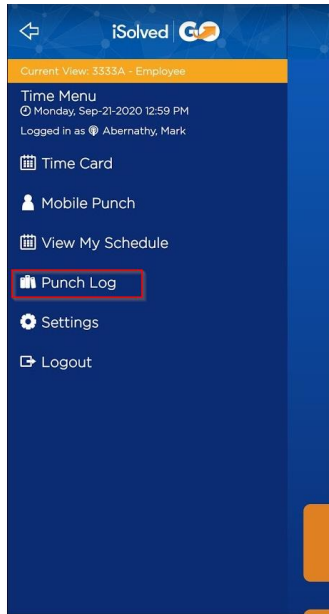 iSolved GO
Current View: 3333A - Employee
Time Menu
Monday, Sep-21-2020 12:59 PM
Logged in as Abernathy, Mark
Time Card
Mobile Punch
View My Schedule
Punch Log
Settings
Logout